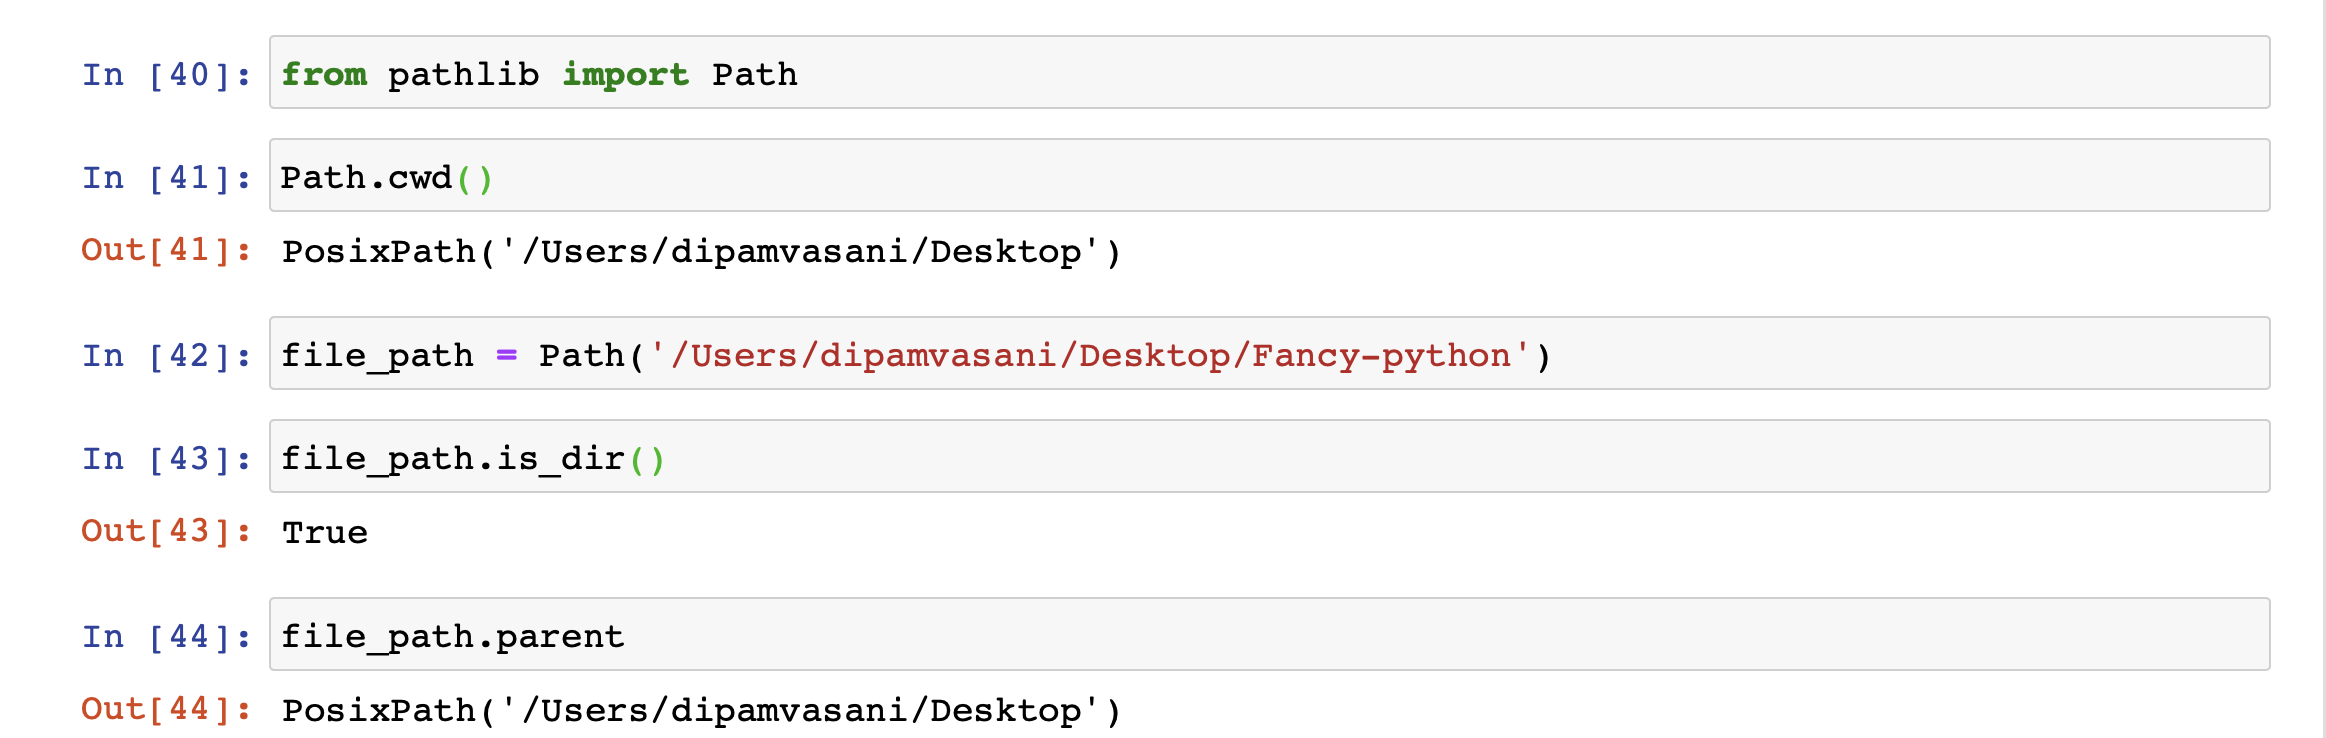 In [40]: from pathlib import Path
In [41]: Path.cwd()
Out[41]: PosixPath('/Users/dipamvasani/Desktop')
In [42]: file_path = Path('/Users/dipamvasani/Desktop/Fancy-python')
In [43]: file_path.is_dir()
Out[43]: True
In [44]: file_path.parent
Out[44]: PosixPath('/Users/dipamvasani/Desktop')